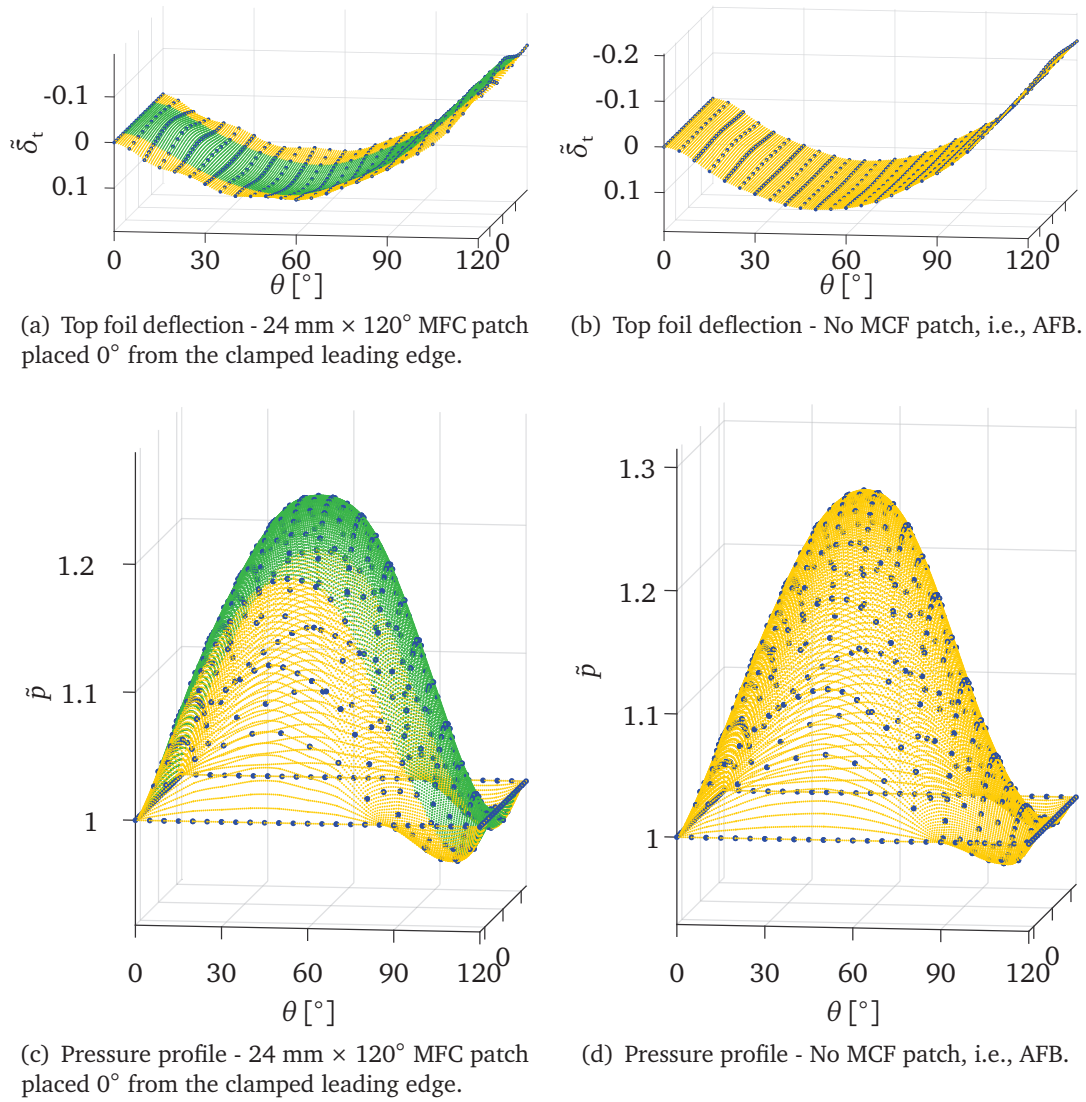 -0.1
0
0.1
δ̃ₜ
0
30
60
90
120
0
θ [°]
(a) Top foil deflection - 24 mm × 120° MFC patch
placed 0° from the clamped leading edge.
-0.2
-0.1
0
0.1
δ̃ₜ
0
30
60
90
120
0
θ [°]
(b) Top foil deflection - No MCF patch, i.e., AFB.
1.2
1.1
1
p̃
0
30
60
90
120
0
θ [°]
(c) Pressure profile - 24 mm × 120° MFC patch
placed 0° from the clamped leading edge.
1.3
1.2
1.1
1
p̃
0
30
60
90
120
0
θ [°]
(d) Pressure profile - No MCF patch, i.e., AFB.